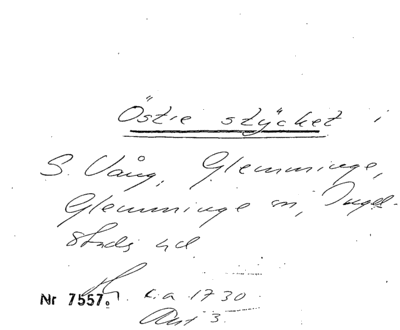 Östre stycket i
S. Vång, Glemminge,
Glemminge sn, Ingel-
stads hd
Nr 7557. k.a 1730
Akt 3.